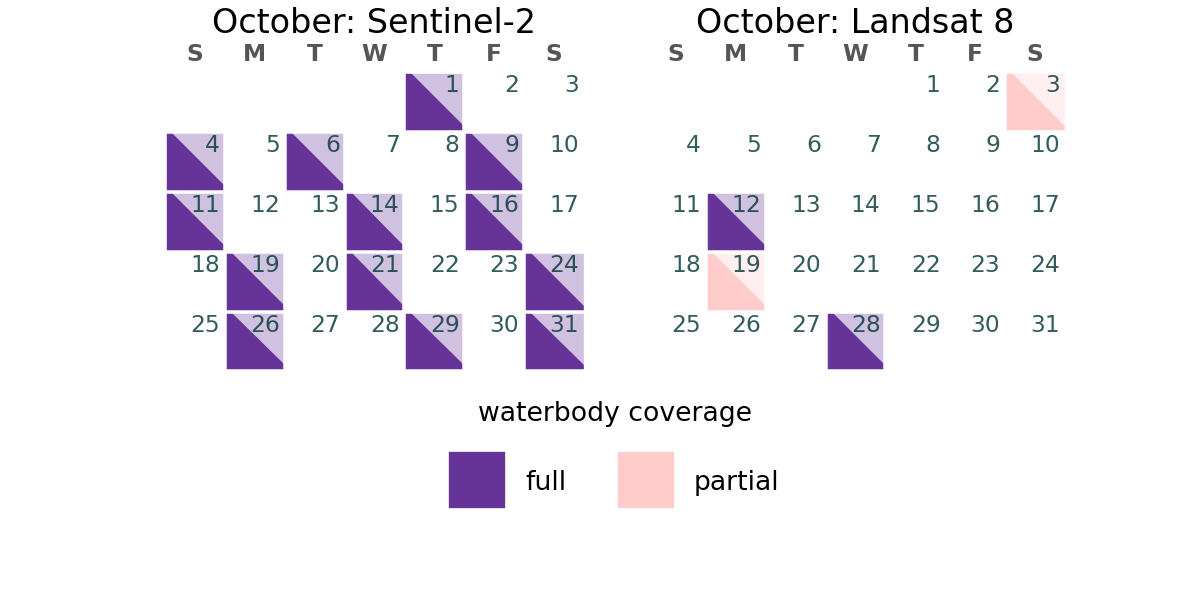 October: Sentinel-2
S M T W T F S
1 2 3
4 5 6 7 8 9 10
11 12 13 14 15 16 17
18 19 20 21 22 23 24
25 26 27 28 29 30 31
October: Landsat 8
S M T W T F S
1 2 3
4 5 6 7 8 9 10
11 12 13 14 15 16 17
18 19 20 21 22 23 24
25 26 27 28 29 30 31
waterbody coverage
full
partial